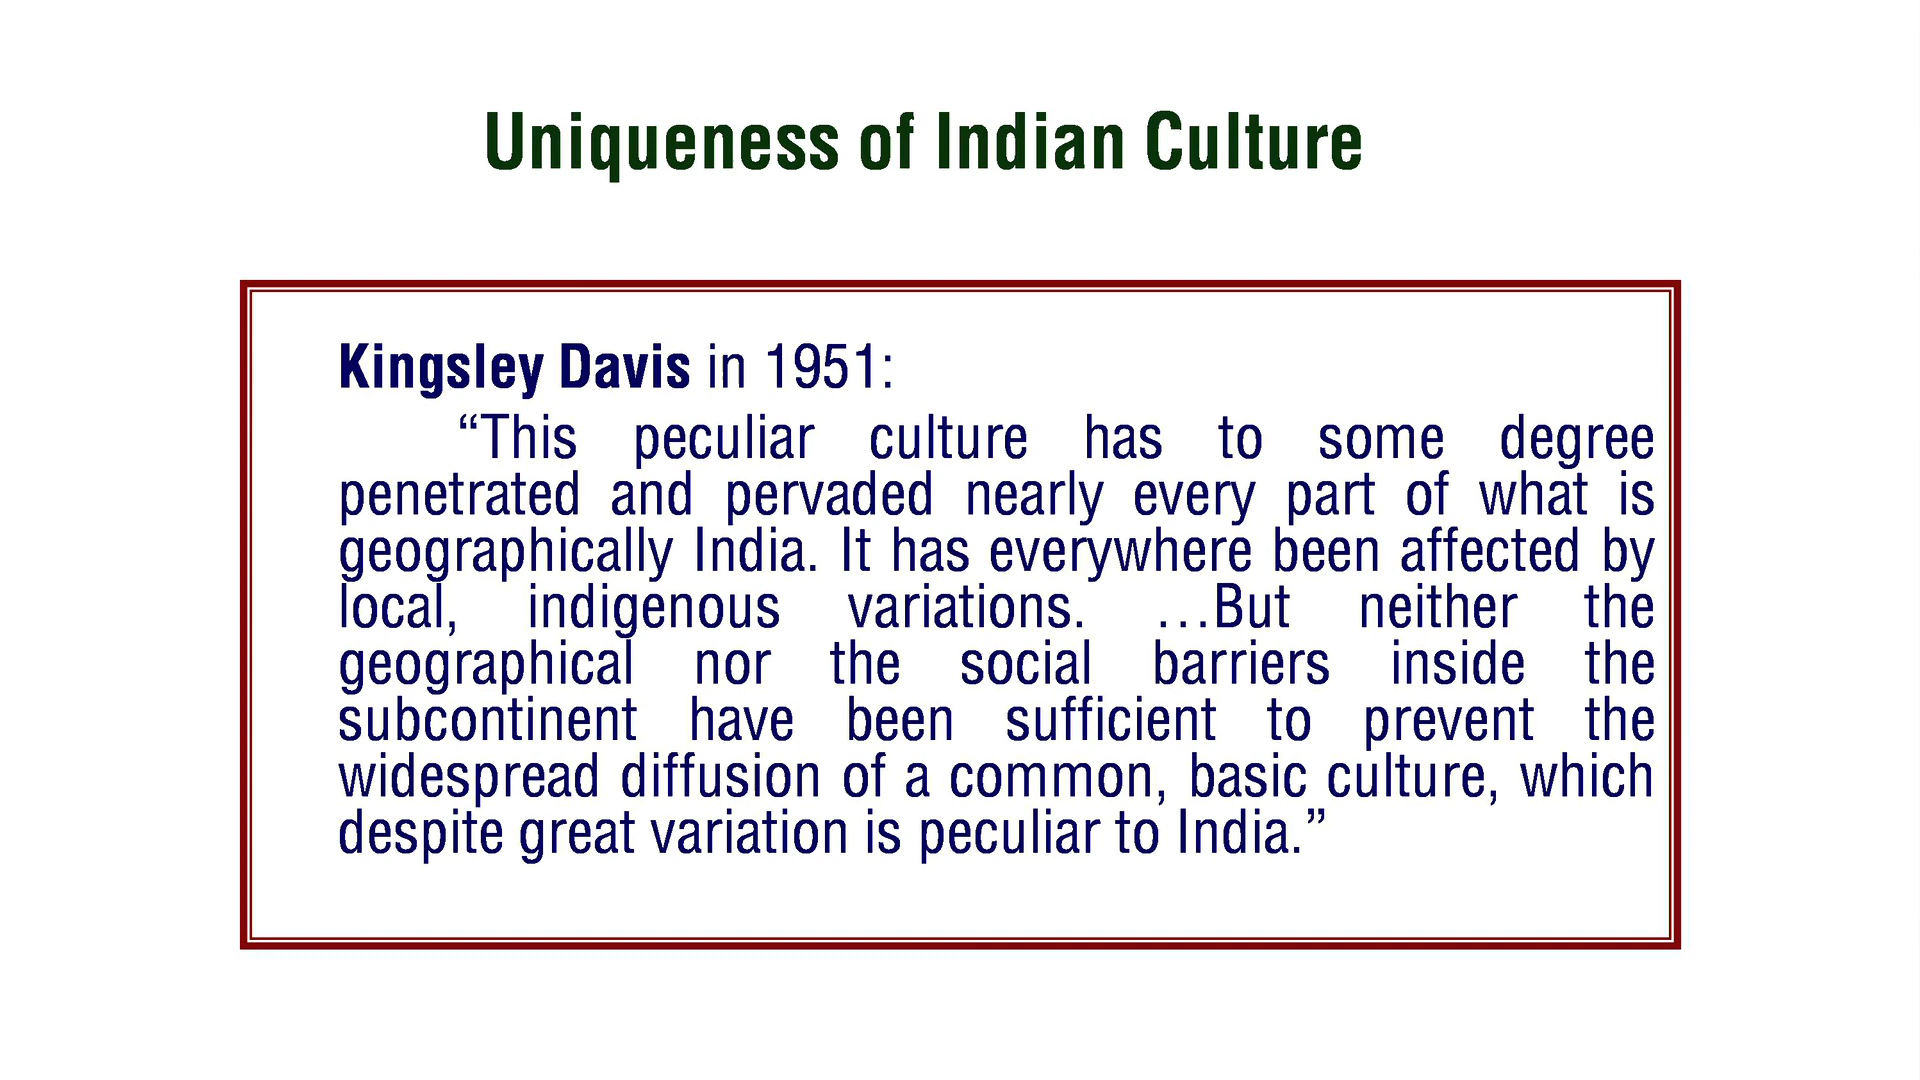 Uniqueness of Indian Culture
Kingsley Davis in 1951:
“This peculiar culture has to some degree
penetrated and pervaded nearly every part of what is
geographically India. It has everywhere been affected by
local, indigenous variations. …But neither the
geographical nor the social barriers inside the
subcontinent have been sufficient to prevent the
widespread diffusion of a common, basic culture, which
despite great variation is peculiar to India.”